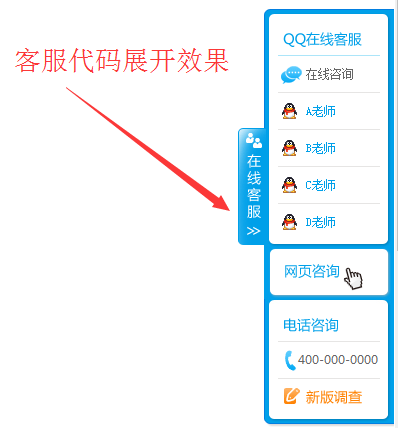 客服代码展开效果
QQ在线客服
在线咨询
A老师
B老师
C老师
D老师
在线客服
>>
网页咨询
电话咨询
400-000-0000
新版调查